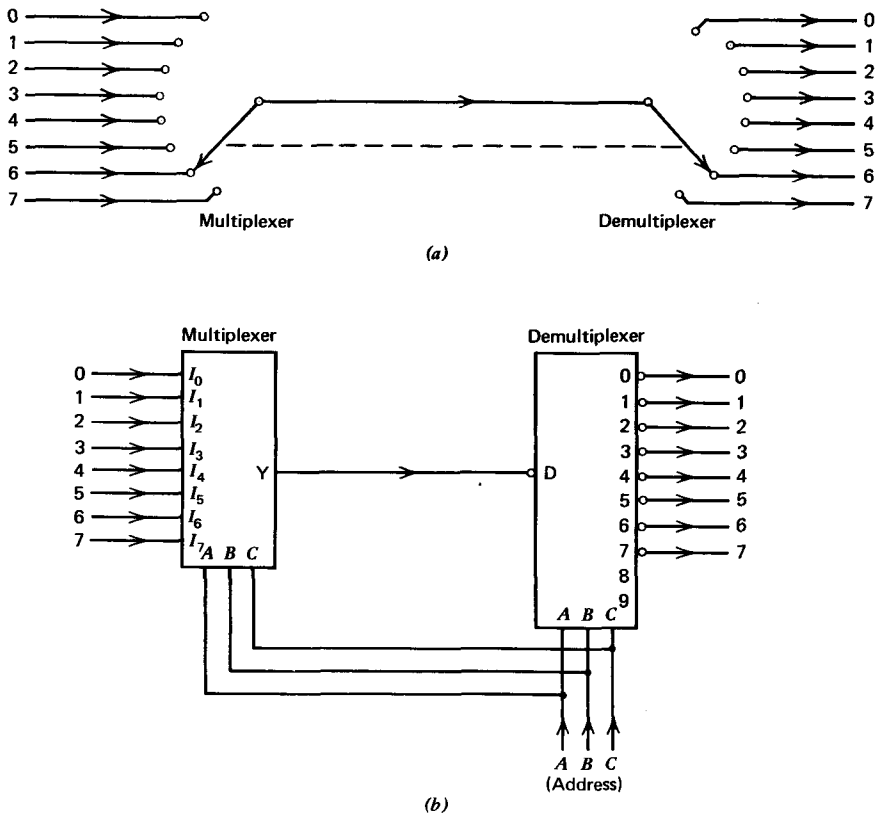 0 0
1 1
2 2
3 3
4 4
5 5
6 6
7 7
Multiplexer Demultiplexer
(a)
Multiplexer Demultiplexer
0 I0 0 0
1 I1 1 1
2 I2 2 2
3 I3 3 3
4 I4 Y D 4 4
5 I5 5 5
6 I6 6 6
7 I7 7 7
A B C 8
9
A B C
A B C
(Address)
(b)